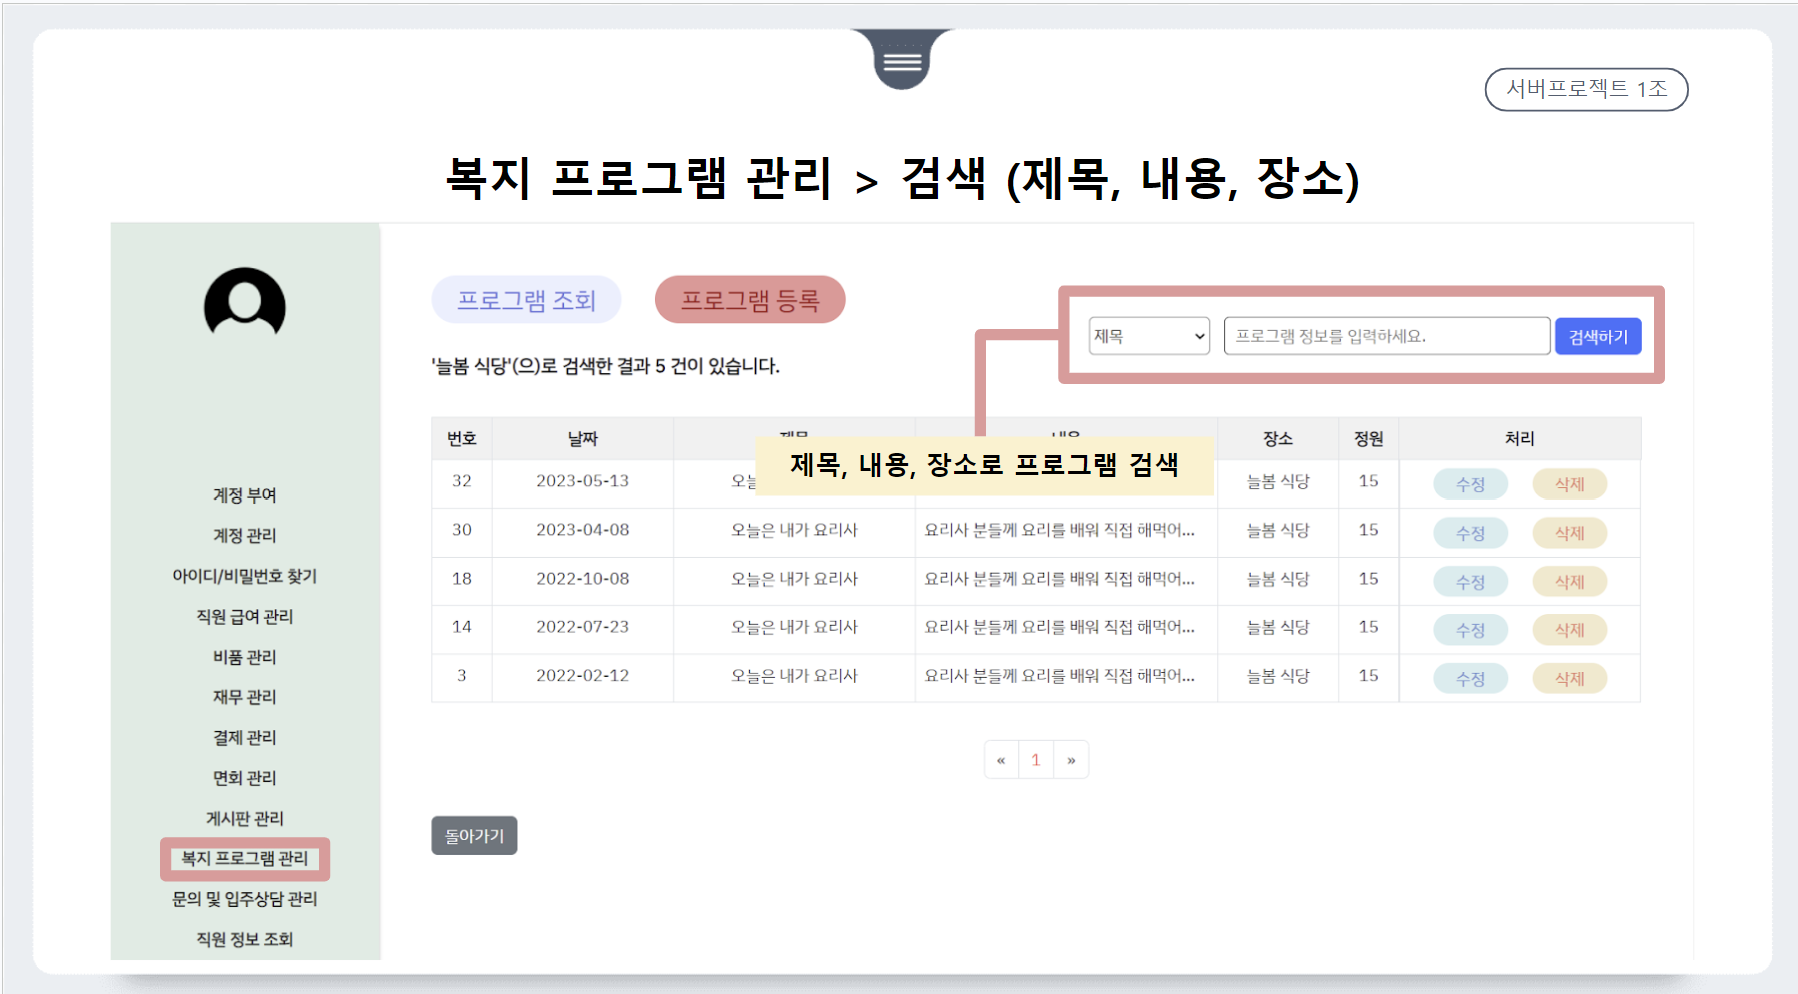 서버프로젝트 1조
복지 프로그램 관리 > 검색 (제목, 내용, 장소)
계정 부여
계정 관리
아이디/비밀번호 찾기
직원 급여 관리
비품 관리
재무 관리
결제 관리
면회 관리
게시판 관리
복지 프로그램 관리
문의 및 입주상담 관리
직원 정보 조회
프로그램 조회 프로그램 등록
제목 프로그램 정보를 입력하세요. 검색하기
'늘봄 식당'(으)로 검색한 결과 5 건이 있습니다.
번호 날짜 장소 정원 처리
제목, 내용, 장소로 프로그램 검색
32 2023-05-13 오늘 늘봄 식당 15 수정 삭제
30 2023-04-08 오늘은 내가 요리사 요리사 분들께 요리를 배워 직접 해먹어... 늘봄 식당 15 수정 삭제
18 2022-10-08 오늘은 내가 요리사 요리사 분들께 요리를 배워 직접 해먹어... 늘봄 식당 15 수정 삭제
14 2022-07-23 오늘은 내가 요리사 요리사 분들께 요리를 배워 직접 해먹어... 늘봄 식당 15 수정 삭제
3 2022-02-12 오늘은 내가 요리사 요리사 분들께 요리를 배워 직접 해먹어... 늘봄 식당 15 수정 삭제
« 1 »
돌아가기